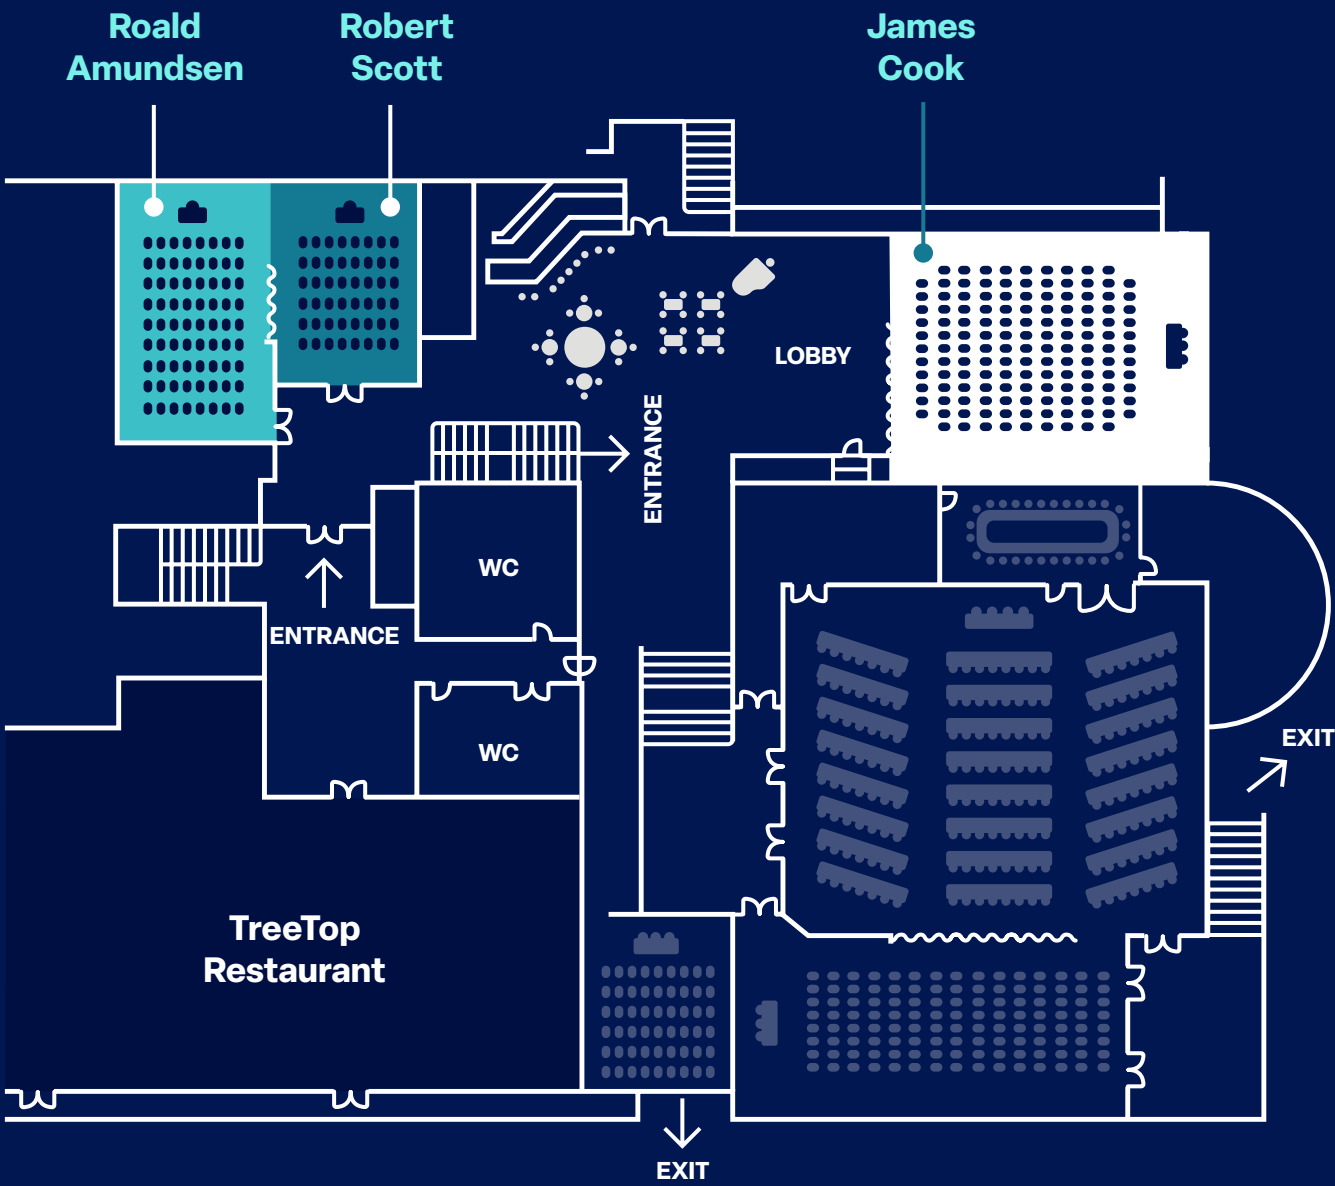 Roald
Amundsen
Robert
Scott
James
Cook
LOBBY
ENTRANCE
WC
ENTRANCE
WC
EXIT
TreeTop
Restaurant
EXIT